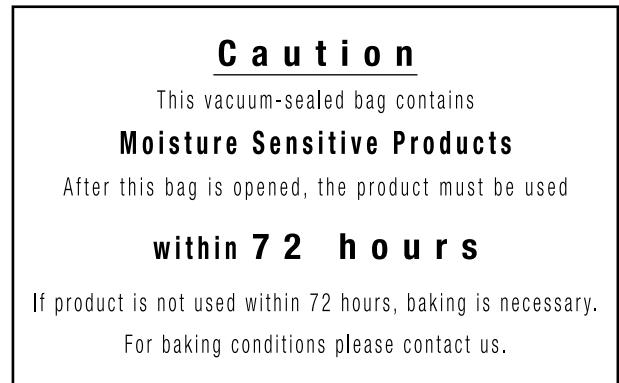 Caution
This vacuum-sealed bag contains
Moisture Sensitive Products
After this bag is opened, the product must be used
within 72 hours
If product is not used within 72 hours, baking is necessary.
For baking conditions please contact us.